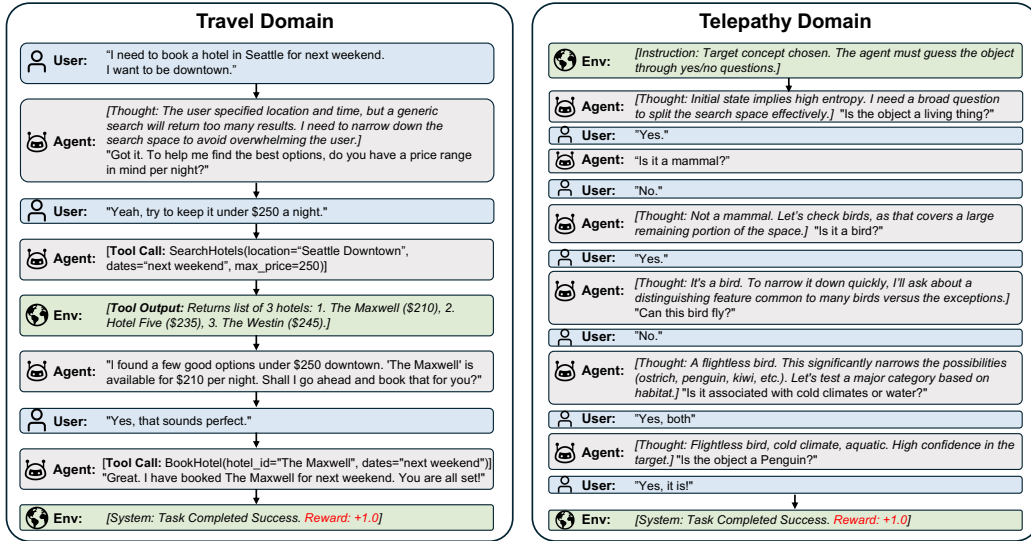 Travel Domain
User: “I need to book a hotel in Seattle for next weekend.
I want to be downtown.”
[Thought: The user specified location and time, but a generic
search will return too many results. I need to narrow down the
search space to avoid overwhelming the user.]
Agent: "Got it. To help me find the best options, do you have a price range
in mind per night?"
User: "Yeah, try to keep it under $250 a night."
Agent: [Tool Call: SearchHotels(location=“Seattle Downtown”,
dates=“next weekend”, max_price=250)]
Env: [Tool Output: Returns list of 3 hotels: 1. The Maxwell ($210), 2.
Hotel Five ($235), 3. The Westin ($245).]
Agent: "I found a few good options under $250 downtown. 'The Maxwell' is
available for $210 per night. Shall I go ahead and book that for you?"
User: "Yes, that sounds perfect."
Agent: [Tool Call: BookHotel(hotel_id="The Maxwell", dates="next weekend")]
"Great. I have booked The Maxwell for next weekend. You are all set!"
Env: [System: Task Completed Success. Reward: +1.0]
Telepathy Domain
Env: [Instruction: Target concept chosen. The agent must guess the object
through yes/no questions.]
Agent: [Thought: Initial state implies high entropy. I need a broad question
to split the search space effectively.] "Is the object a living thing?"
User: ”Yes."
Agent: “Is it a mammal?”
User: ”No."
Agent: [Thought: Not a mammal. Let’s check birds, as that covers a large
remaining portion of the space.] "Is it a bird?"
User: ”Yes."
Agent: [Thought: It's a bird. To narrow it down quickly, I’ll ask about a
distinguishing feature common to many birds versus the exceptions.]
"Can this bird fly?"
User: ”No."
Agent: [Thought: A flightless bird. This significantly narrows the possibilities
(ostrich, penguin, kiwi, etc.). Let's test a major category based on
habitat.] "Is it associated with cold climates or water?"
User: ”Yes, both"
Agent: [Thought: Flightless bird, cold climate, aquatic. High confidence in the
target.] "Is the object a Penguin?"
User: ”Yes, it is!"
Env: [System: Task Completed Success. Reward: +1.0]